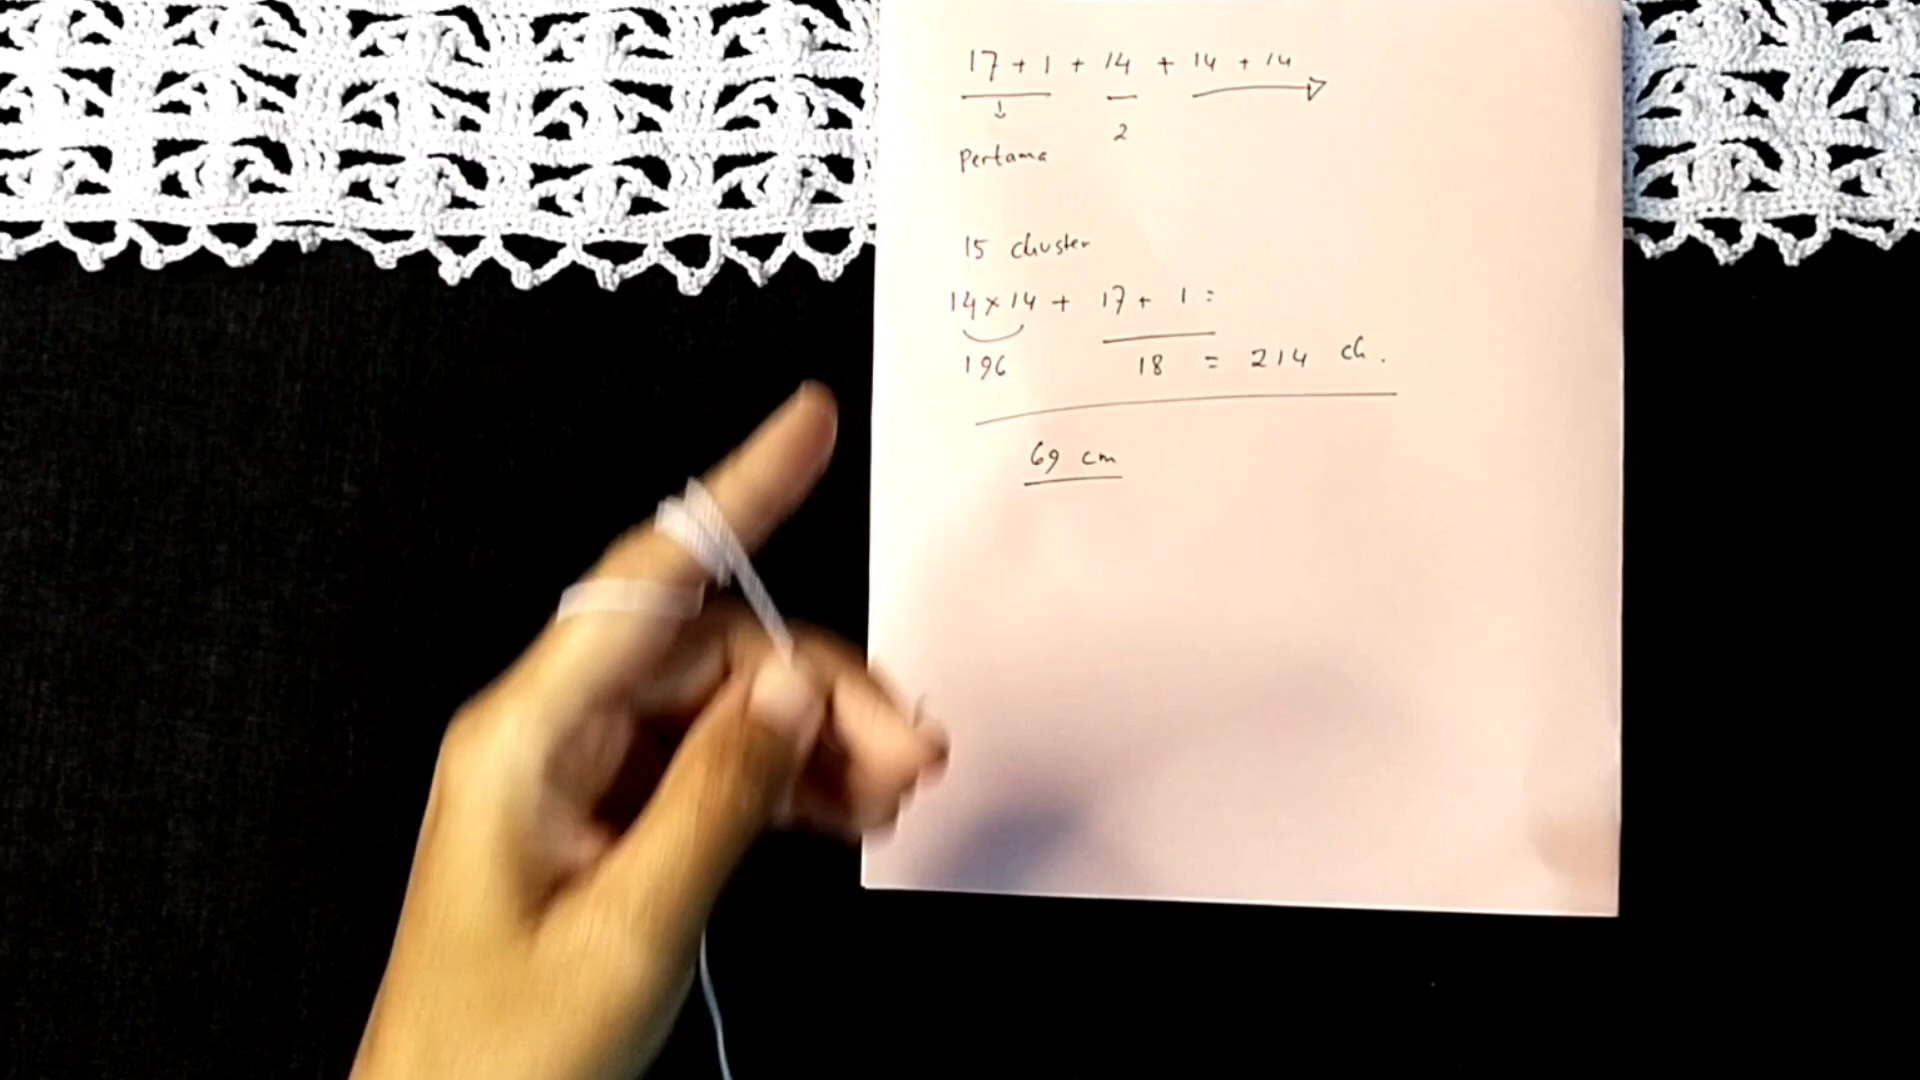 17 + 1 + 14 + 14 + 14
2
Pertama
15 cluster
14 x 14 + 17 + 1 =
196 18 = 214 ch.
69 cm